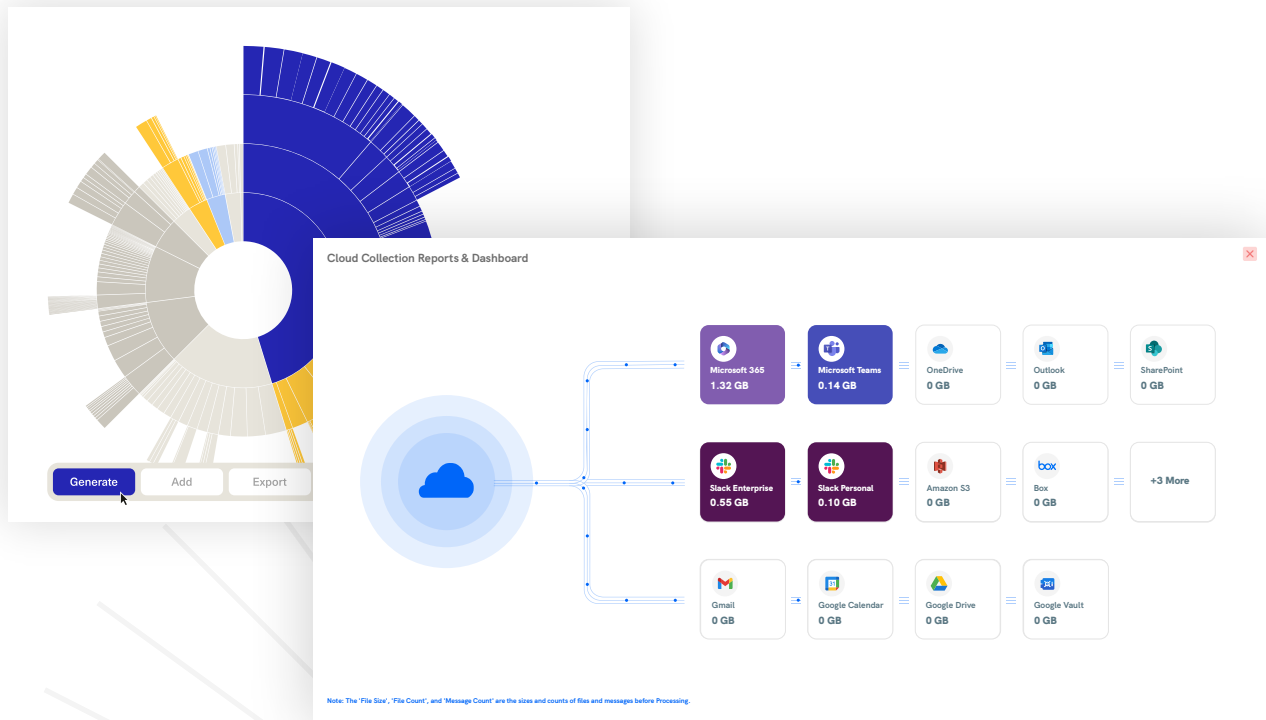 Generate
Add
Export
Cloud Collection Reports & Dashboard
Microsoft 365
1.32 GB
Microsoft Teams
0.14 GB
OneDrive
0 GB
Outlook
0 GB
SharePoint
0 GB
Slack Enterprise
0.55 GB
Slack Personal
0.10 GB
Amazon S3
0 GB
box
Box
0 GB
+3 More
Gmail
0 GB
31
Google Calendar
0 GB
Google Drive
0 GB
Google Vault
0 GB
Note: The 'File Size', 'File Count', and 'Message Count' are the sizes and counts of files and messages before Processing.